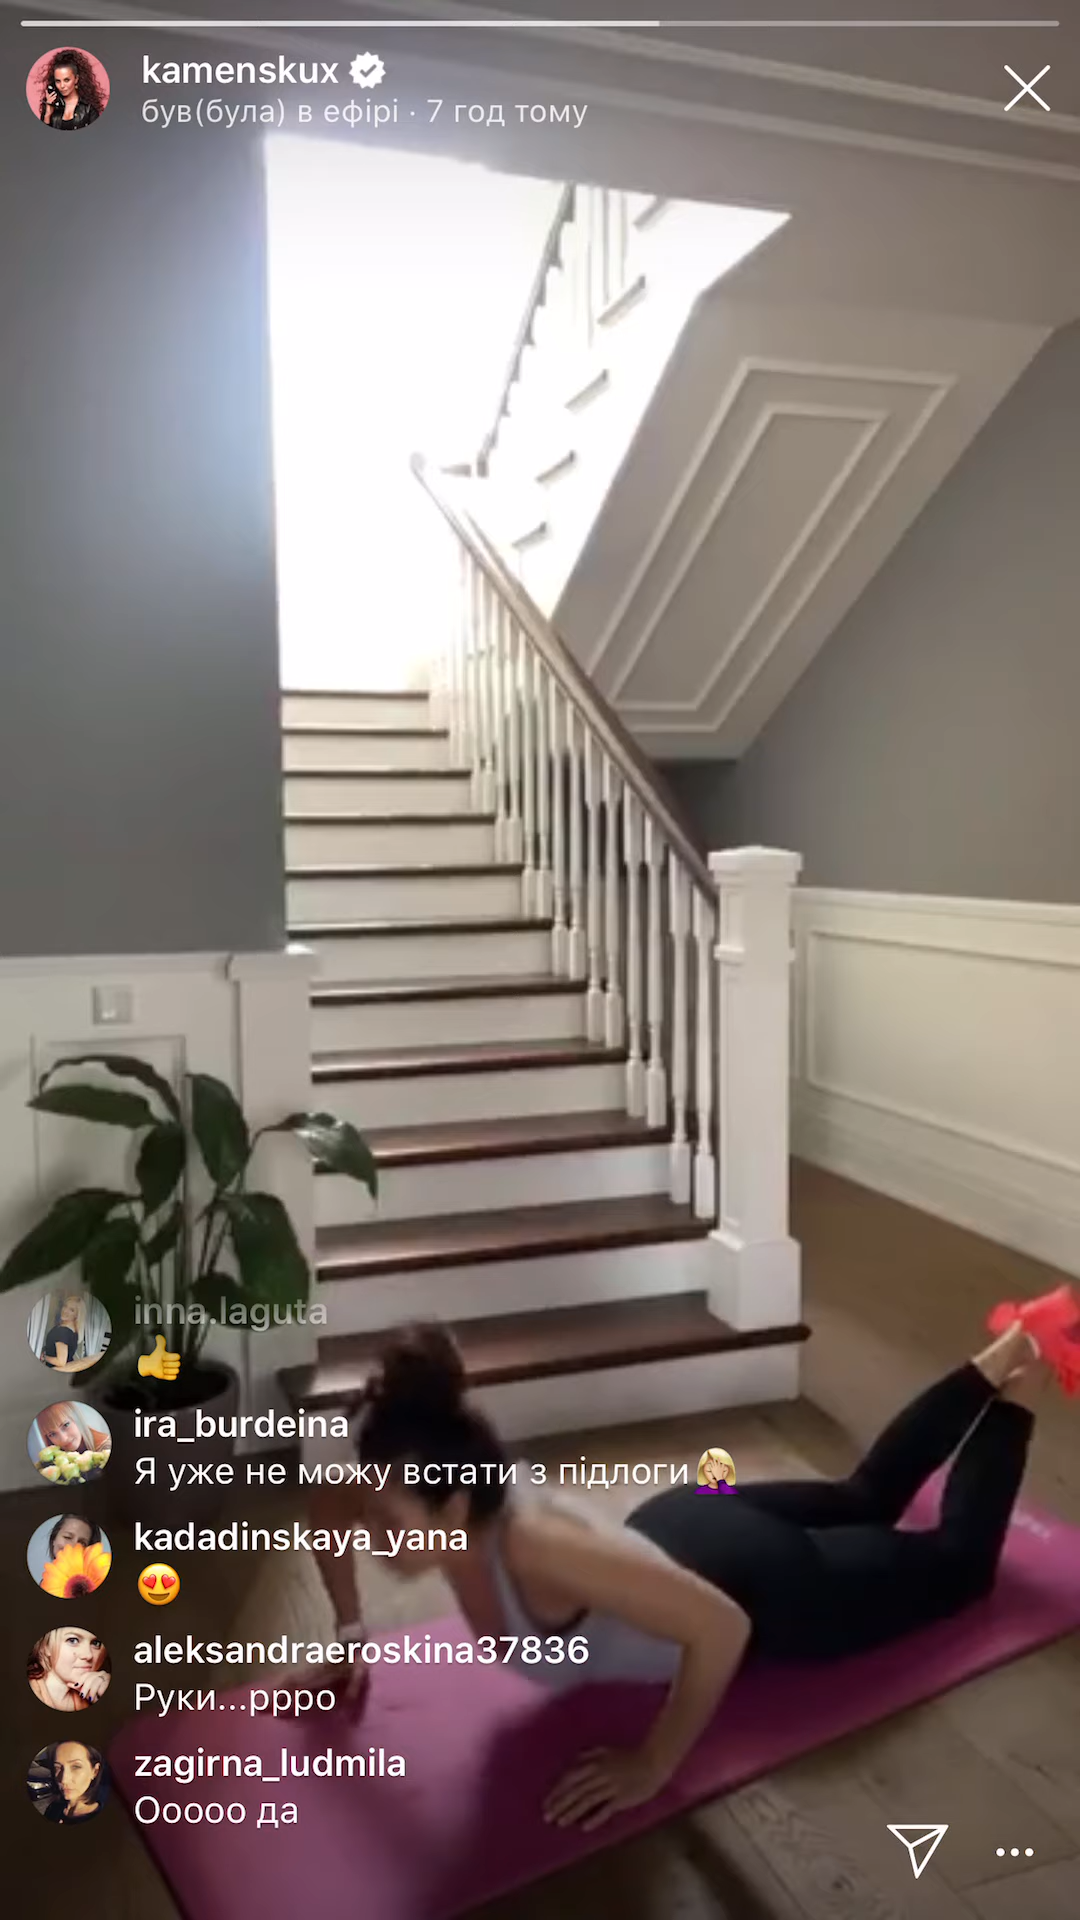 kamenskux
був(була) в ефірі · 7 год тому
inna.laguta
👍
ira_burdeina
Я уже не можу встати з підлоги🤦🏼‍♀️
kadadinskaya_yana
😍
aleksandraeroskina37836
Руки...ррро
zagirna_ludmila
Ооооо да